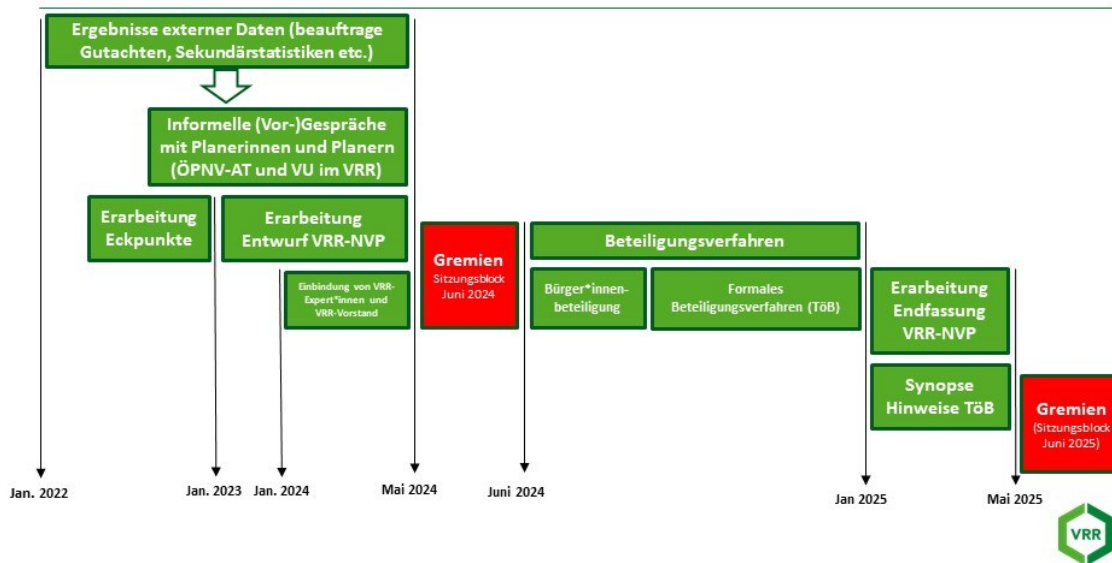 Ergebnisse externer Daten (beauftrage
Gutachten, Sekundärstatistiken etc.)
Informelle (Vor-)Gespräche
mit Planerinnen und Planern
(ÖPNV-AT und VU im VRR)
Erarbeitung
Eckpunkte
Erarbeitung
Entwurf VRR-NVP
Einbindung von VRR-
Expert*innen und
VRR-Vorstand
Gremien
Sitzungsblock
Juni 2024
Beteiligungsverfahren
Bürger*innen-
beteiligung
Formales
Beteiligungsverfahren (TöB)
Erarbeitung
Endfassung
VRR-NVP
Synopse
Hinweise TöB
Gremien
(Sitzungsblock
Juni 2025)
Jan. 2022
Jan. 2023
Jan. 2024
Mai 2024
Juni 2024
Jan 2025
Mai 2025
VRR